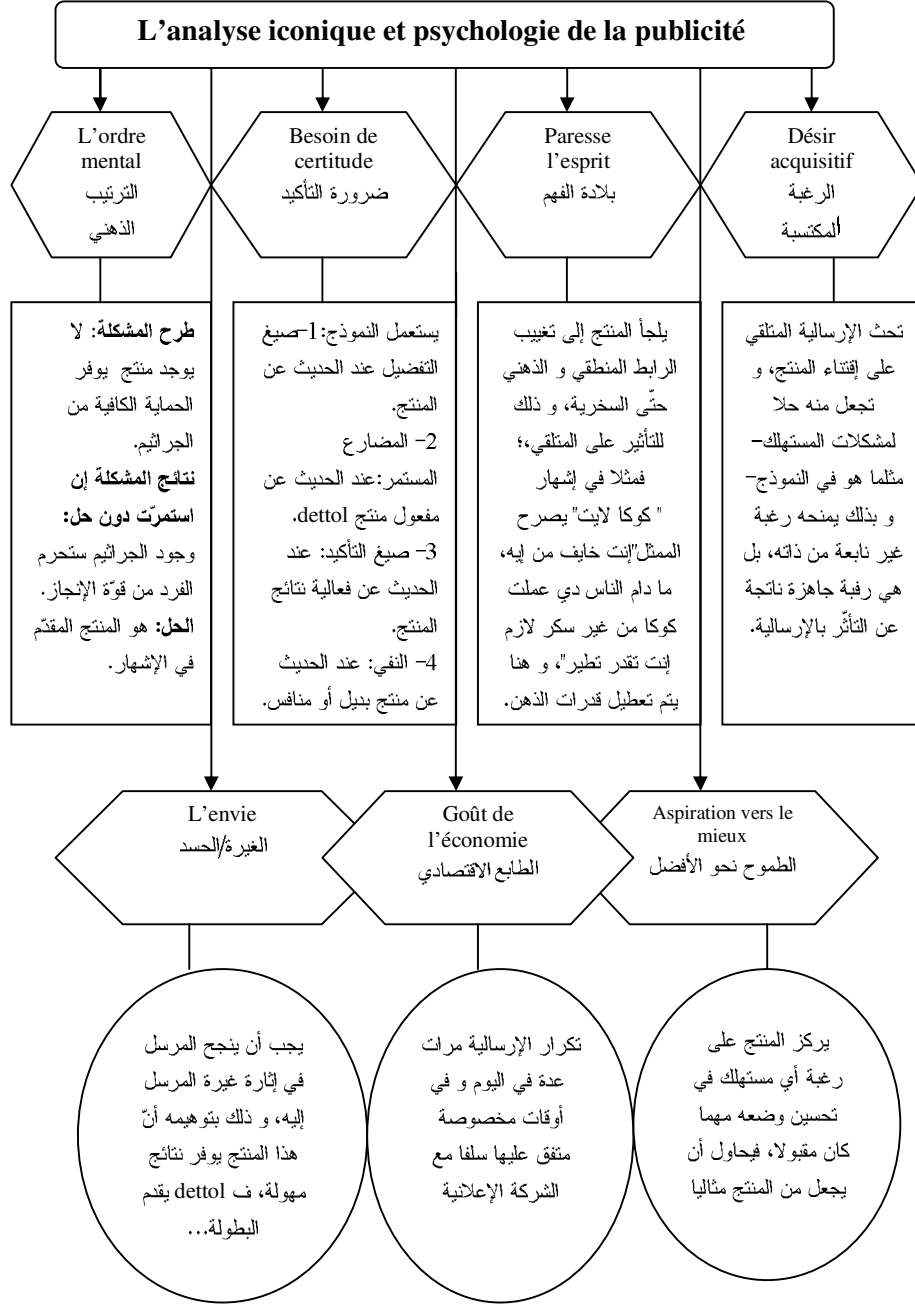 L'analyse iconique et psychologie de la publicité
L'ordre
mental
الترتيب
الذهني
Besoin de
certitude
ضرورة التأكيد
Paresse
l'esprit
بلادة الفهم
Désir
acquisitif
الرغبة
المكتسبة
طرح المشكلة: لا
يوجد منتج يوفر
الحماية الكافية من
الجراثيم.
نتائج المشكلة إن
استمرّت دون حل:
وجود الجراثيم ستحرم
الفرد من قوّة الإنجاز.
الحل: هو المنتج المقدّم
في الإشهار.
يستعمل النموذج:1-صيغ
التفضيل عند الحديث عن
المنتج.
2- المضارع
المستمر:عند الحديث عن
مفعول منتج dettol.
3- صيغ التأكيد: عند
الحديث عن فعالية نتائج
المنتج.
4- النفي: عند الحديث
عن منتج بديل أو منافس.
يلجأ المنتج إلى تغييب
الرابط المنطقي و الذهني
حتّى السخرية، و ذلك
للتأثير على المتلقي،؛
فمثلا في إشهار
" كوكا لايت" يصرح
الممثل"إنت خايف من إيه،
ما دام الناس دي عملت
كوكا من غير سكر لازم
إنت تقدر تطير"، و هنا
يتم تعطيل قدرات الذهن.
تحث الإرسالية المتلقي
على إقتناء المنتج، و
تجعل منه حلا
لمشكلات المستهلك-
مثلما هو في النموذج-
و بذلك يمنحه رغبة
غير نابعة من ذاته، بل
هي رفبة جاهزة ناتجة
عن التأثّر بالإرسالية.
L'envie
الغيرة/الحسد
Goût de
l'économie
الطابع الاقتصادي
Aspiration vers le
mieux
الطموح نحو الأفضل
يجب أن ينجح المرسل
في إثارة غيرة المرسل
إليه، و ذلك بتوهيمه أنّ
هذا المنتج يوفر نتائج
مهولة، ف dettol يقدم
البطولة...
تكرار الإرسالية مرات
عدة في اليوم و في
أوقات مخصوصة
متفق عليها سلفا مع
الشركة الإعلانية
يركز المنتج على
رغبة أي مستهلك في
تحسين وضعه مهما
كان مقبولا، فيحاول أن
يجعل من المنتج مثاليا